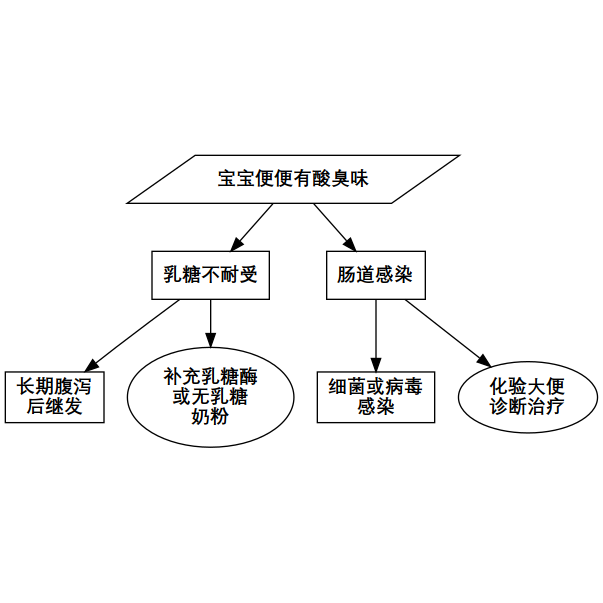 宝宝便便有酸臭味
乳糖不耐受
肠道感染
长期腹泻
后继发
补充乳糖酶
或无乳糖
奶粉
细菌或病毒
感染
化验大便
诊断治疗